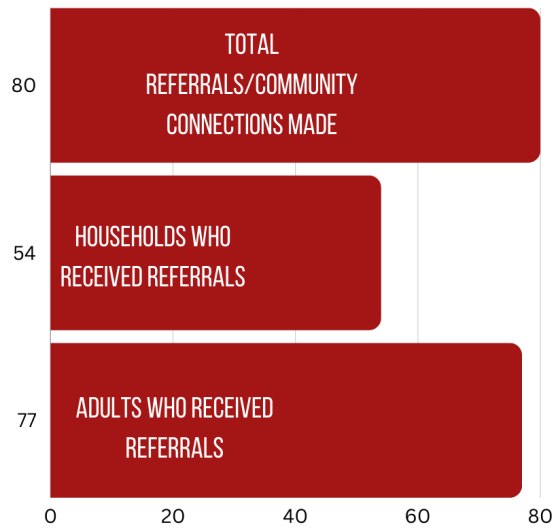 80
TOTAL
REFERRALS/COMMUNITY
CONNECTIONS MADE
54
HOUSEHOLDS WHO
RECEIVED REFERRALS
77
ADULTS WHO RECEIVED
REFERRALS
0 20 40 60 80